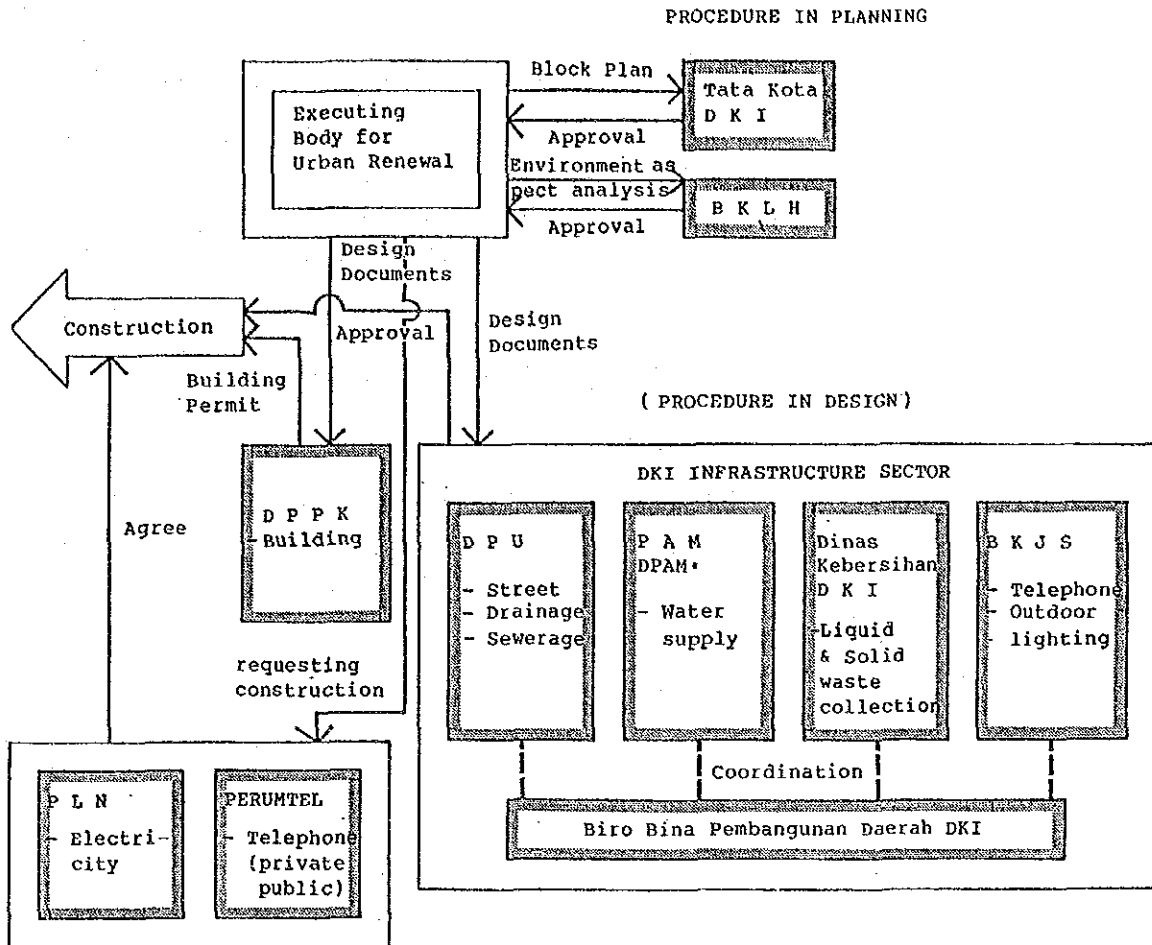 PROCEDURE IN PLANNING
Block Plan
Tata Kota
D K I
Executing
Body for
Urban Renewal
Approval
Environment as
pect analysis
B K L H
Approval
Design
Documents
Construction
Approval
Design
Documents
Building
Permit
( PROCEDURE IN DESIGN)
DKI INFRASTRUCTURE SECTOR
Agree
D P P K
- Building
D P U
- Street
- Drainage
- Sewerage
P A M
DPAM
- Water
supply
Dinas
Kebersihan
D K I
-Liquid
& Solid
waste
collection
B K J S
- Telephone
- Outdoor
- lighting
requesting
construction
Coordination
Biro Bina Pembangunan Daerah DKI
P L N
- Electri-
city
PERUMTEL
- Telephone
(private
public)